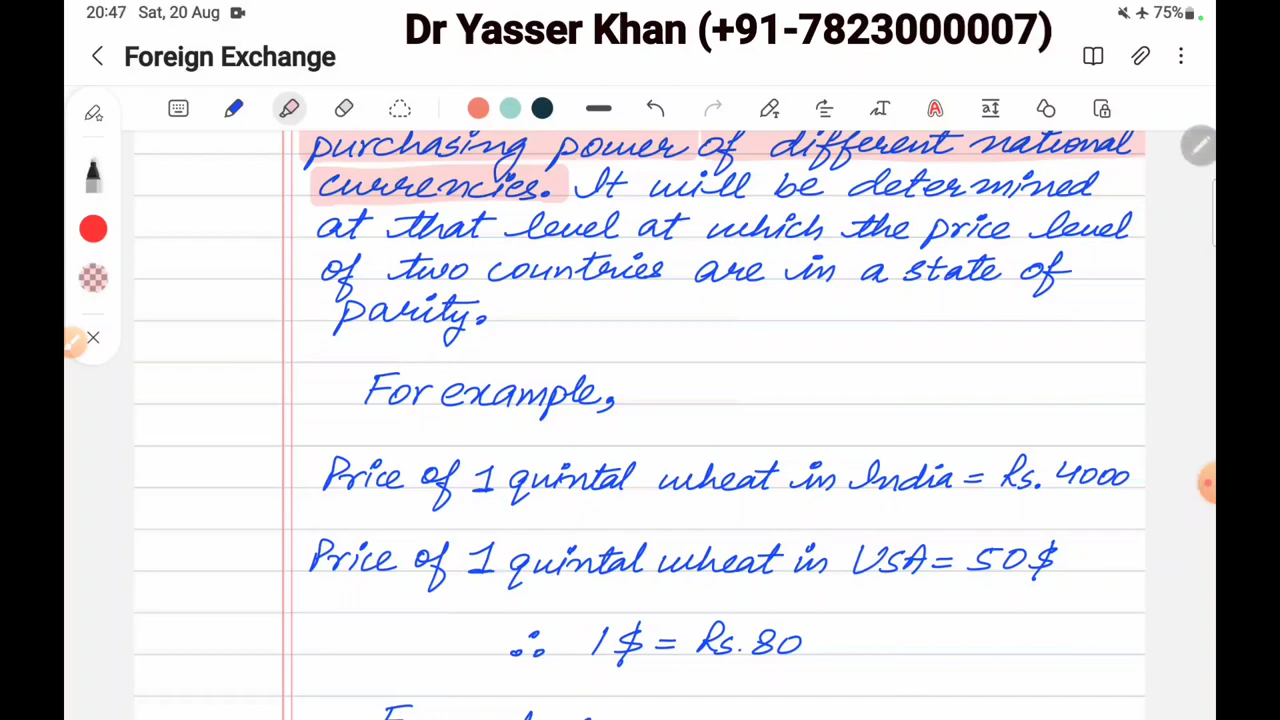 20:47 Sat, 20 Aug
75%
Dr Yasser Khan (+91-7823000007)
Foreign Exchange
purchasing power of different national
currencies. It will be determined
at that level at which the price level
of two countries are in a state of
parity.
For example,
Price of 1 quintal wheat in India = Rs. 4000
Price of 1 quintal wheat in USA = 50$
∴ 1$ = Rs. 80